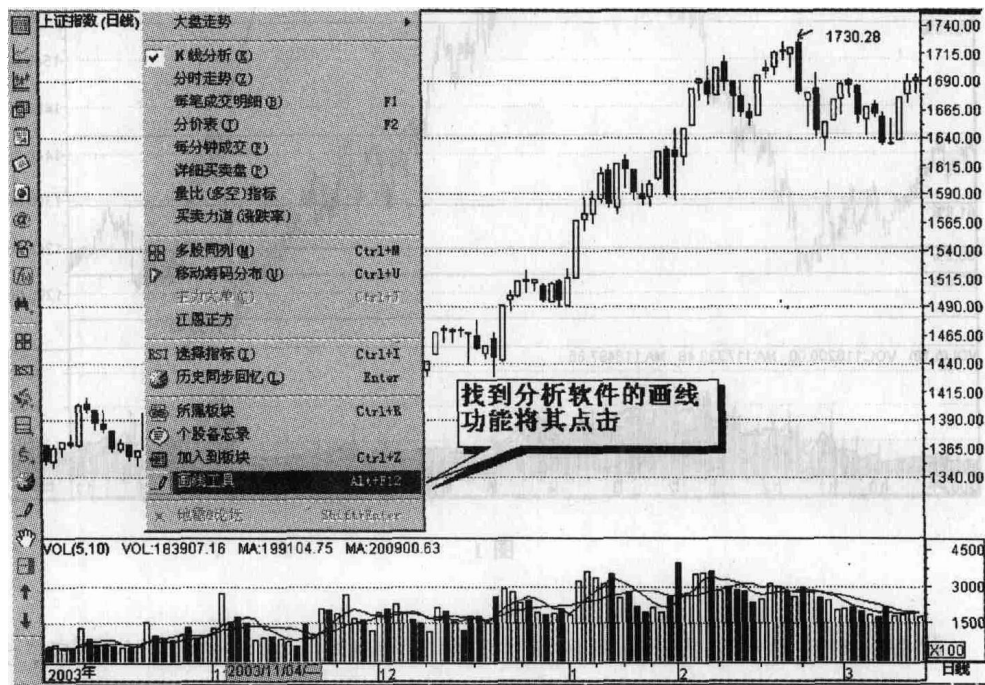 上证指数(日线)
大盘走势
K线分析(K)
分时走势(Z)
每笔成交明细(B) F1
分价表(T) F2
每分钟成交(F)
详细买卖盘(P)
量比(多空)指标
买卖力道(涨跌率)
多股同列(M) Ctrl+M
移动筹码分布(U) Ctrl+U
江恩正方
RSI 选择指标(I) Ctrl+I
历史同步回忆(L) Enter
所属板块 Ctrl+R
个股备忘录
加入到板块 Ctrl+Z
画线工具 Alt+F12
Shift+Enter
找到分析软件的画线
功能将其点击
1730.28
1740.00
1715.00
1690.00
1665.00
1640.00
1615.00
1590.00
1565.00
1540.00
1515.00
1490.00
1465.00
1440.00
1415.00
1390.00
1365.00
1340.00
RSI
VOL(5,10) VOL:183907.16 MA:199104.75 MA:200900.63
4500
3000
1500
X100
2003年 11 2003/11/04/二 12 1 2 3 日线